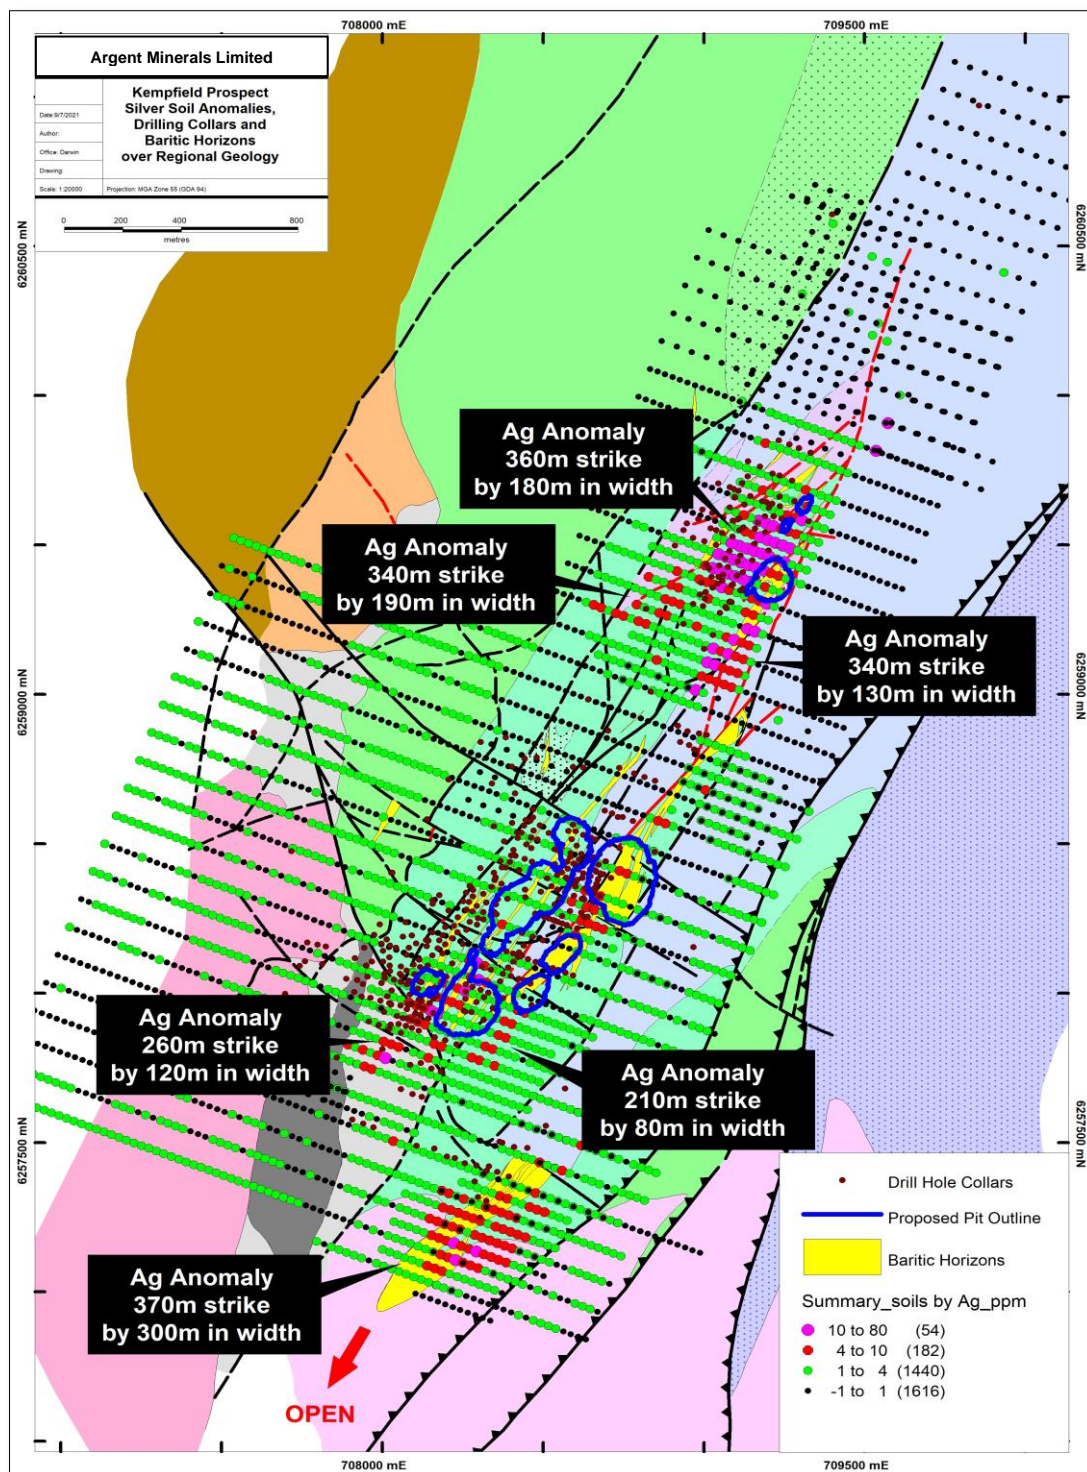 708000 mE
709500 mE
Argent Minerals Limited
Kempfield Prospect
Silver Soil Anomalies,
Drilling Collars and
Baritic Horizons
over Regional Geology
Date:9/7/2021
Author:
Office: Darwin
Drawing:
Scale: 1:20000
Projection: MGA Zone 55 (GDA 94)
0 200 400 800
metres
6260500 mN
6260500 mN
Ag Anomaly
360m strike
by 180m in width
Ag Anomaly
340m strike
by 190m in width
Ag Anomaly
340m strike
by 130m in width
6259000 mN
6259000 mN
Ag Anomaly
260m strike
by 120m in width
Ag Anomaly
210m strike
by 80m in width
6257500 mN
6257500 mN
Ag Anomaly
370m strike
by 300m in width
OPEN
Drill Hole Collars
Proposed Pit Outline
Baritic Horizons
Summary_soils by Ag_ppm
10 to 80 (54)
4 to 10 (182)
1 to 4 (1440)
-1 to 1 (1616)
708000 mE
709500 mE